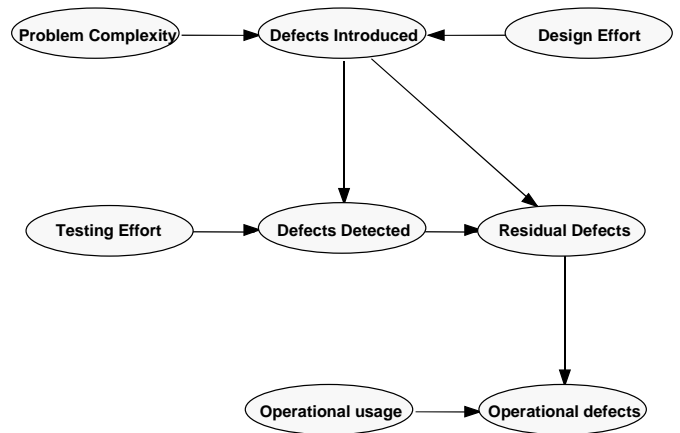 Problem Complexity
Defects Introduced
Design Effort
Testing Effort
Defects Detected
Residual Defects
Operational usage
Operational defects